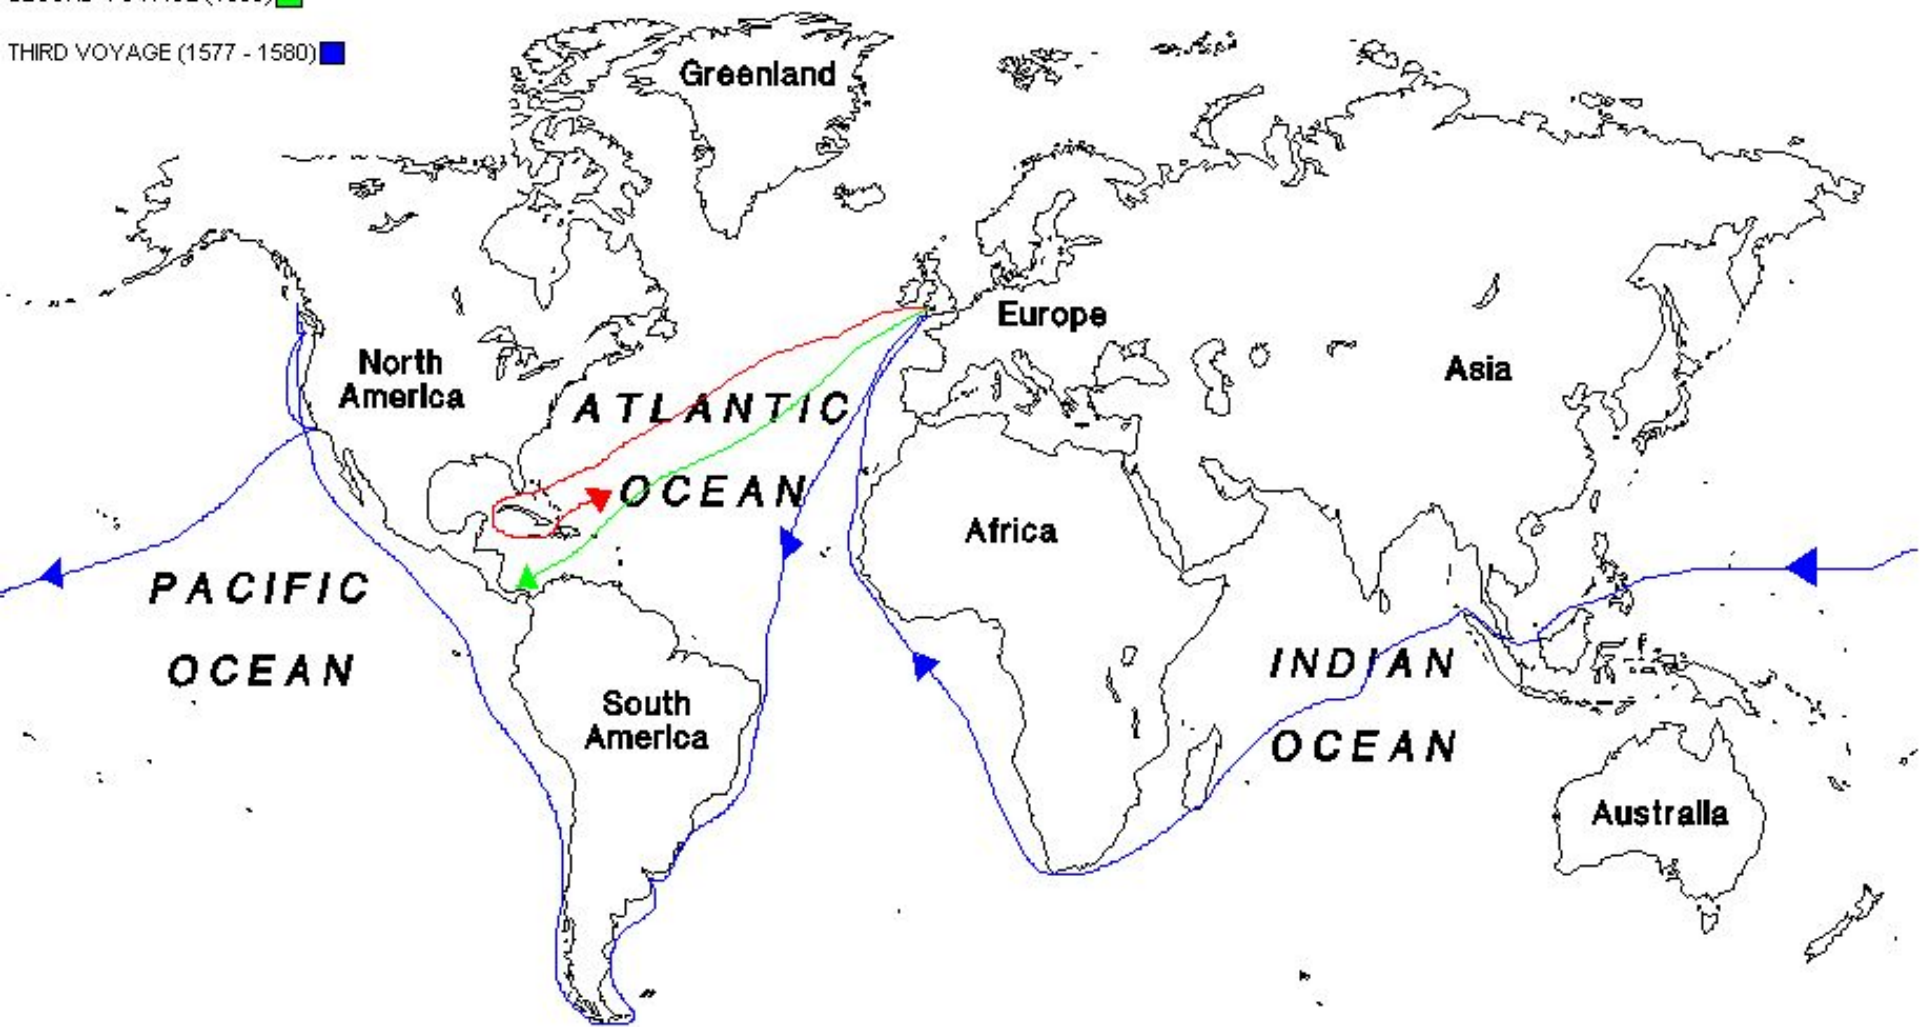 THIRD VOYAGE (1577 - 1580)
Greenland
Europe
North
America
Asia
ATLANTIC
OCEAN
Africa
PACIFIC
OCEAN
INDIAN
OCEAN
South
America
Australia